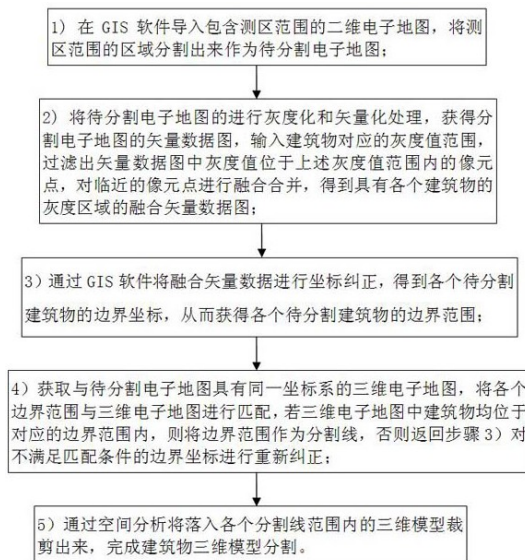 1) 在 GIS 软件导入包含测区范围的二维电子地图，将测
区范围的区域分割出来作为待分割电子地图；
2) 将待分割电子地图的进行灰度化和矢量化处理，获得分
割电子地图的矢量数据图，输入建筑物对应的灰度值范围，
过滤出矢量数据图中灰度值位于上述灰度值范围内的像元
点，对临近的像元点进行融合合并，得到具有各个建筑物的
灰度区域的融合矢量数据图；
3）通过 GIS 软件将融合矢量数据进行坐标纠正，得到各个待分割
建筑物的边界坐标，从而获得各个待分割建筑物的边界范围；
4）获取与待分割电子地图具有同一坐标系的三维电子地图，将各个
边界范围与三维电子地图进行匹配，若三维电子地图中建筑物均位于
对应的边界范围内，则将边界范围作为分割线，否则返回步骤 3）对
不满足匹配条件的边界坐标进行重新纠正；
5）通过空间分析将落入各个分割线范围内的三维模型裁
剪出来，完成建筑物三维模型分割。